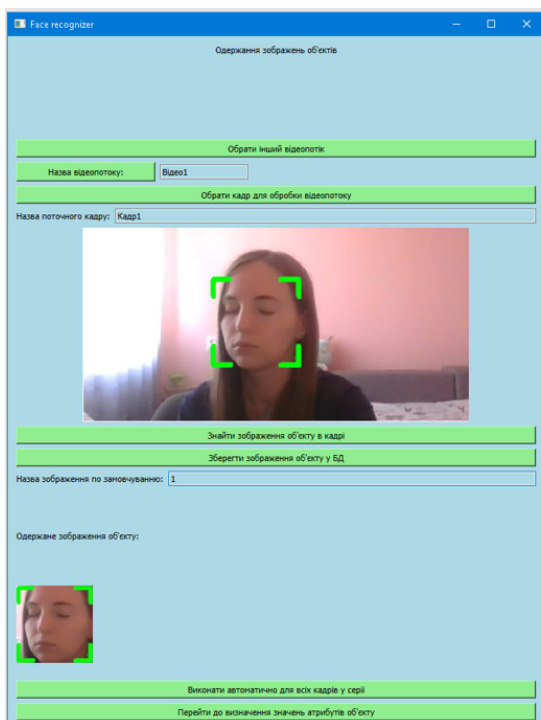 Face recognizer
Одержання зображень об'єктів
Обрати інший відеопотік
Назва відеопотоку: Відео1
Обрати кадр для обробки відеопотоку
Назва поточного кадру: Кадр1
Знайти зображення об'єкту в кадрі
Зберегти зображення об'єкту у БД
Назва зображення по замовчуванню: 1
Одержане зображення об'єкту:
Виконати автоматично для всіх кадрів у серії
Перейти до визначення значень атрибутів об'єкту